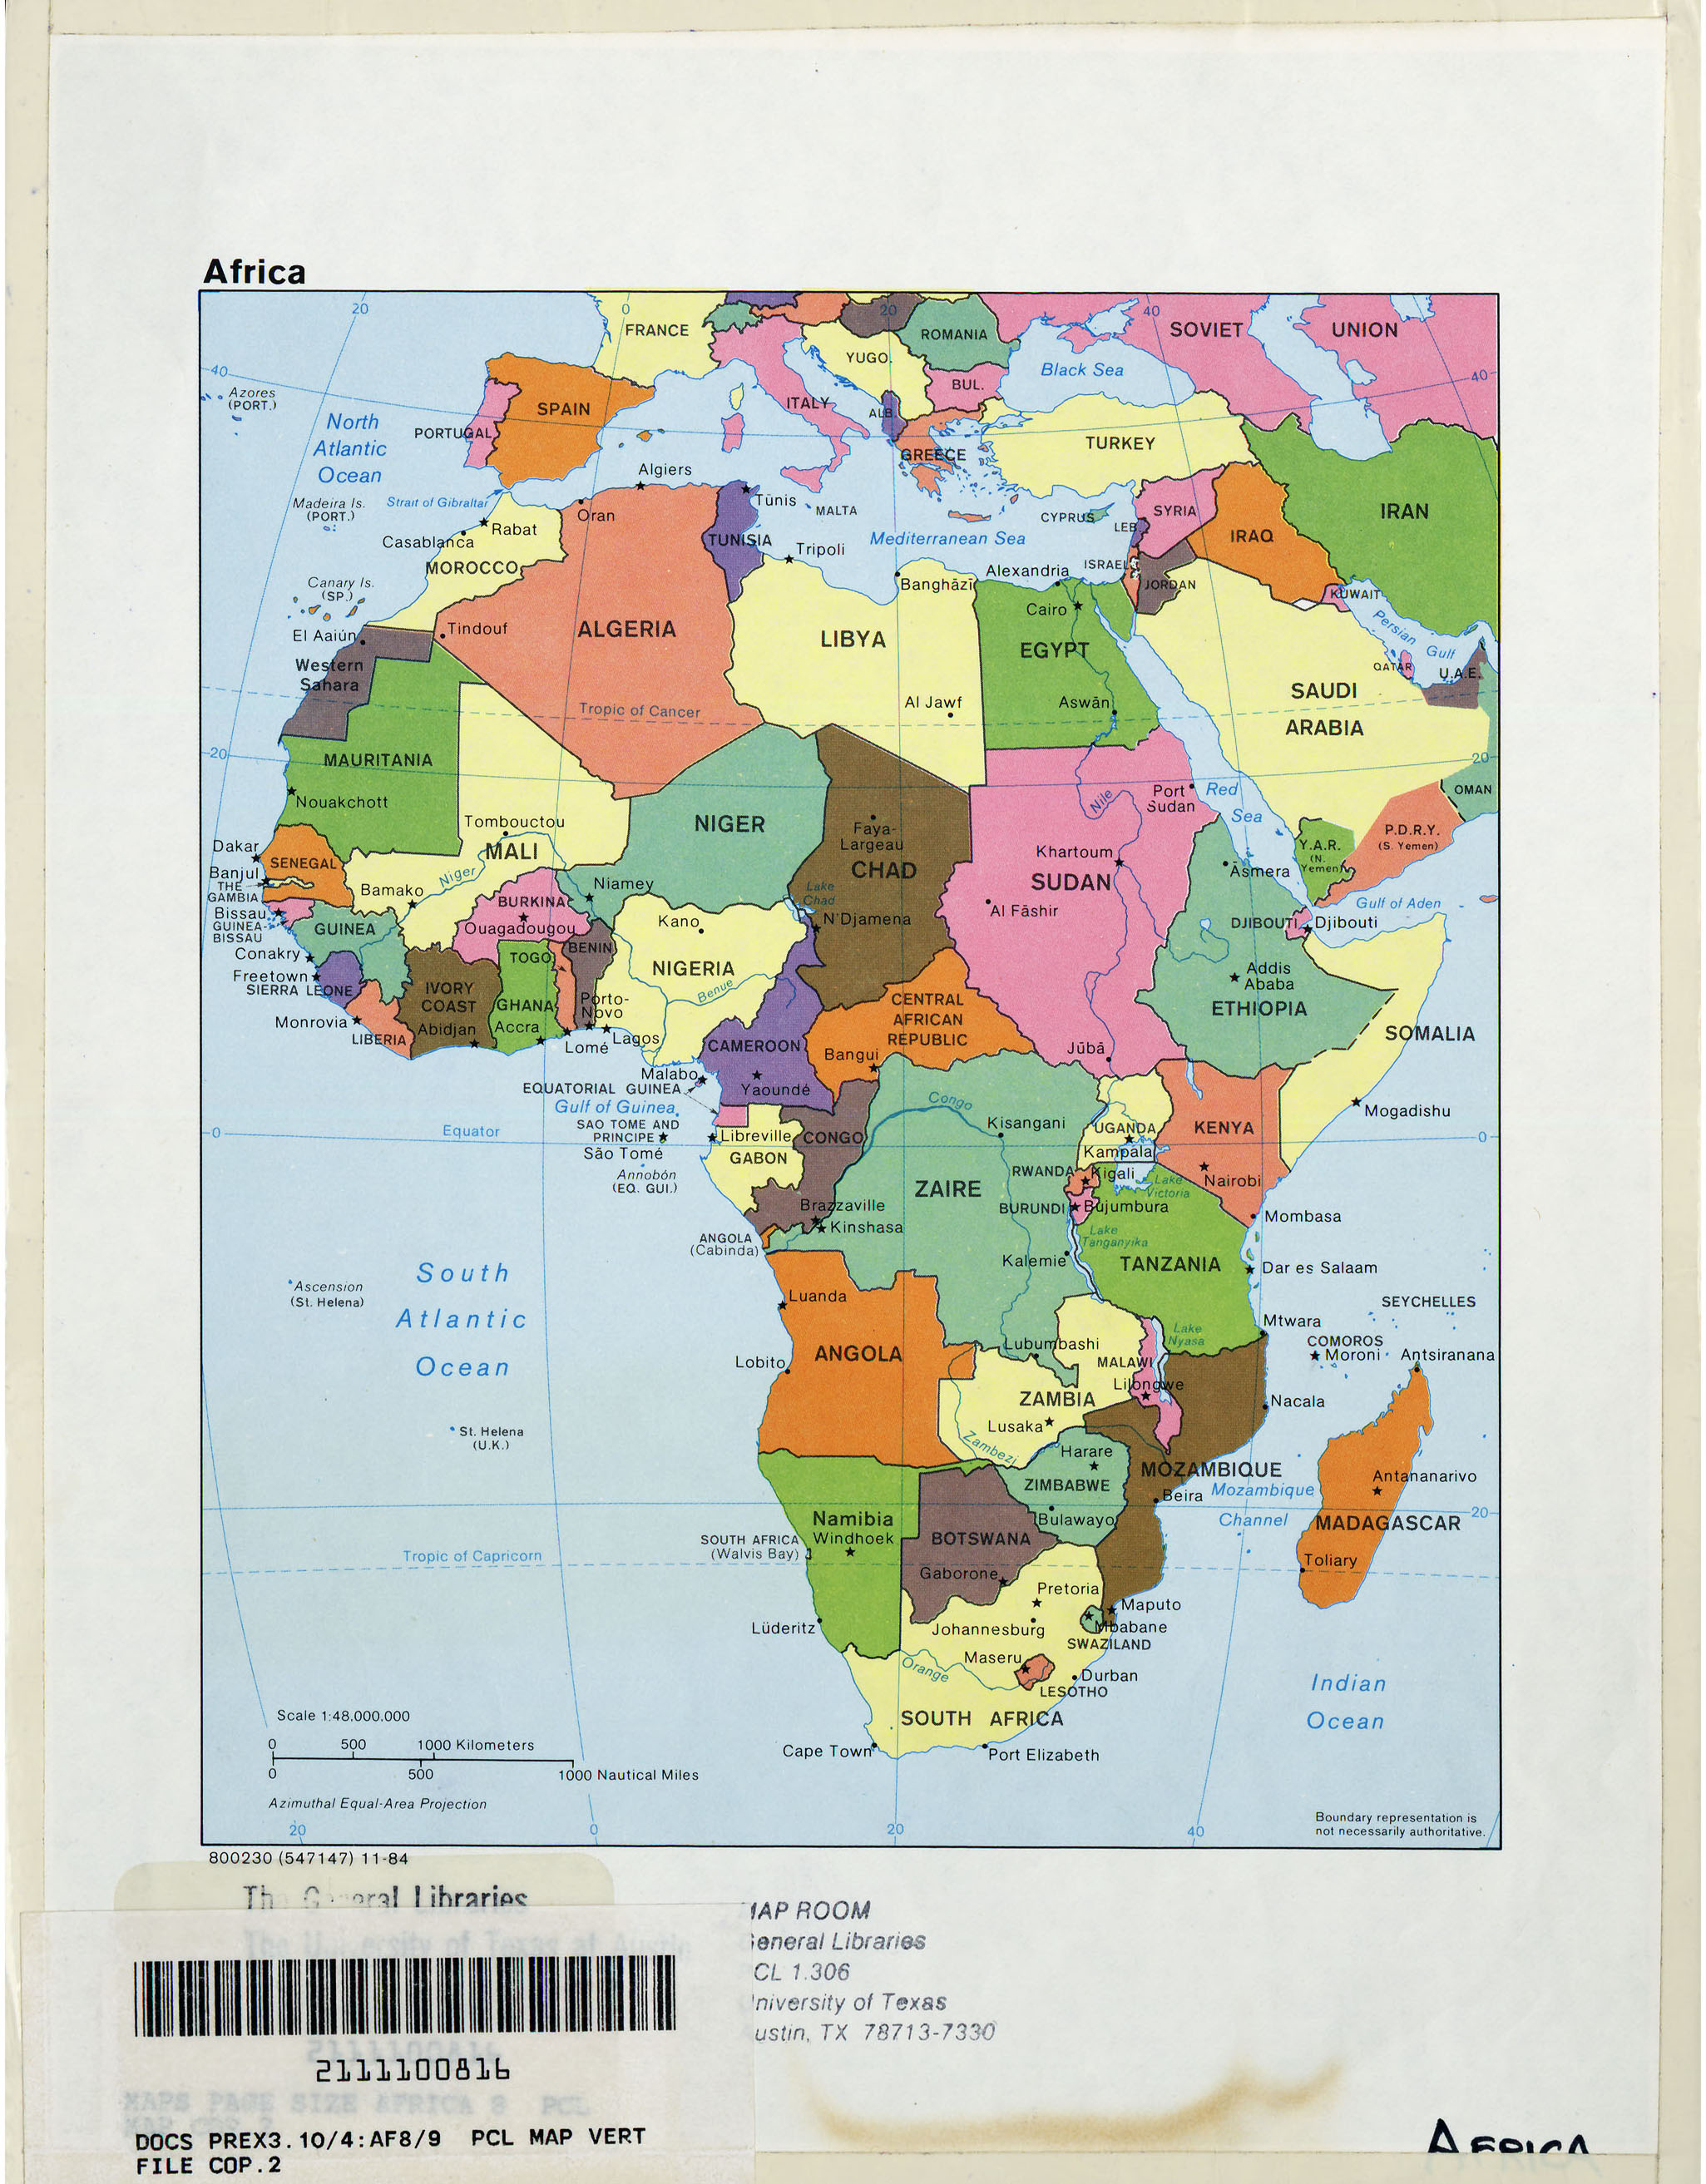 Africa
20
0
20
40
FRANCE
ROMANIA
SOVIET UNION
YUGO.
Black Sea
40
40
Azores
(PORT.)
BUL.
ITALY
ALB.
SPAIN
North
Atlantic
Ocean
PORTUGAL
TURKEY
GREECE
Algiers
Madeira Is.
(PORT.)
Strait of Gibraltar
Tūnis
MALTA
CYPRUS
SYRIA
IRAN
Oran
Rabat
LEB.
Casablanca
TUNISIA
Mediterranean Sea
IRAQ
Tripoli
MOROCCO
Alexandria
ISRAEL
Canary Is.
(SP.)
Banghāzī
JORDAN
KUWAIT
Cairo
Persian
Gulf
El Aaiún
Tindouf
ALGERIA
LIBYA
EGYPT
Western
Sahara
QATAR
U.A.E.
SAUDI
ARABIA
Al Jawf
Aswān
Tropic of Cancer
20
MAURITANIA
20
Nouakchott
Port
Sudan
Red
Sea
OMAN
Nile
Tombouctou
NIGER
Faya-
Largeau
P.D.R.Y.
(S. Yemen)
Y.A.R.
(N.
Yemen)
Dakar
SENEGAL
MALI
Khartoum
CHAD
Banjul
THE
GAMBIA
Niger
Niamey
Lake
Chad
SUDAN
Āsmera
Bamako
BURKINA
Gulf of Aden
Bissau
GUINEA-
BISSAU
GUINEA
Ouagadougou
Kano
N'Djamena
Al Fāshir
DJIBOUTI
Djibouti
Conakry
TOGO
BENIN
Freetown
SIERRA LEONE
NIGERIA
Addis
Ababa
IVORY
COAST
GHANA
Porto-
Novo
Benue
CENTRAL
AFRICAN
REPUBLIC
ETHIOPIA
Monrovia
LIBERIA
Abidjan
Accra
Lomé
Lagos
SOMALIA
CAMEROON
Bangui
Jūbā
Malabo
EQUATORIAL GUINEA
Yaoundé
Gulf of Guinea
Congo
Mogadishu
SAO TOME AND
PRINCIPE
São Tomé
0
Equator
Libreville
CONGO
Kisangani
UGANDA
KENYA
0
Kampala
GABON
Annobón
(EQ. GUI.)
RWANDA
Kigali
Lake
Victoria
Nairobi
ZAIRE
Brazzaville
BURUNDI
Bujumbura
Mombasa
Kinshasa
ANGOLA
(Cabinda)
Lake
Tanganyika
Kalemie
TANZANIA
Dar es Salaam
South
Atlantic
Ocean
Ascension
(St. Helena)
Luanda
SEYCHELLES
Lake
Nyasa
Mtwara
COMOROS
Moroni
Antsiranana
Lubumbashi
Lobito
ANGOLA
MALAWI
Lilongwe
ZAMBIA
Nacala
Lusaka
St. Helena
(U.K.)
Zambezi
Harare
MOZAMBIQUE
Antananarivo
ZIMBABWE
Beira
Mozambique
Channel
20
Namibia
Windhoek
Bulawayo
MADAGASCAR
SOUTH AFRICA
(Walvis Bay)
BOTSWANA
Tropic of Capricorn
Toliary
Gaborone
Pretoria
Maputo
Lüderitz
Johannesburg
Mbabane
SWAZILAND
Maseru
Orange
Durban
LESOTHO
Indian
Ocean
SOUTH AFRICA
Scale 1:48,000,000
0 500 1000 Kilometers
0 500 1000 Nautical Miles
Cape Town
Port Elizabeth
Azimuthal Equal-Area Projection
Boundary representation is
not necessarily authoritative.
20
0
20
40
800230 (547147) 11-84
The General Libraries
The University of Texas at Austin
MAP ROOM
General Libraries
CL 1.306
University of Texas
ustin, TX 78713-7330
2111100816
MAPS PAGE SIZE AFRICA 8 PCL
DOCS PREX3.10/4:AF8/9 PCL MAP VERT
FILE COP.2
AFRICA